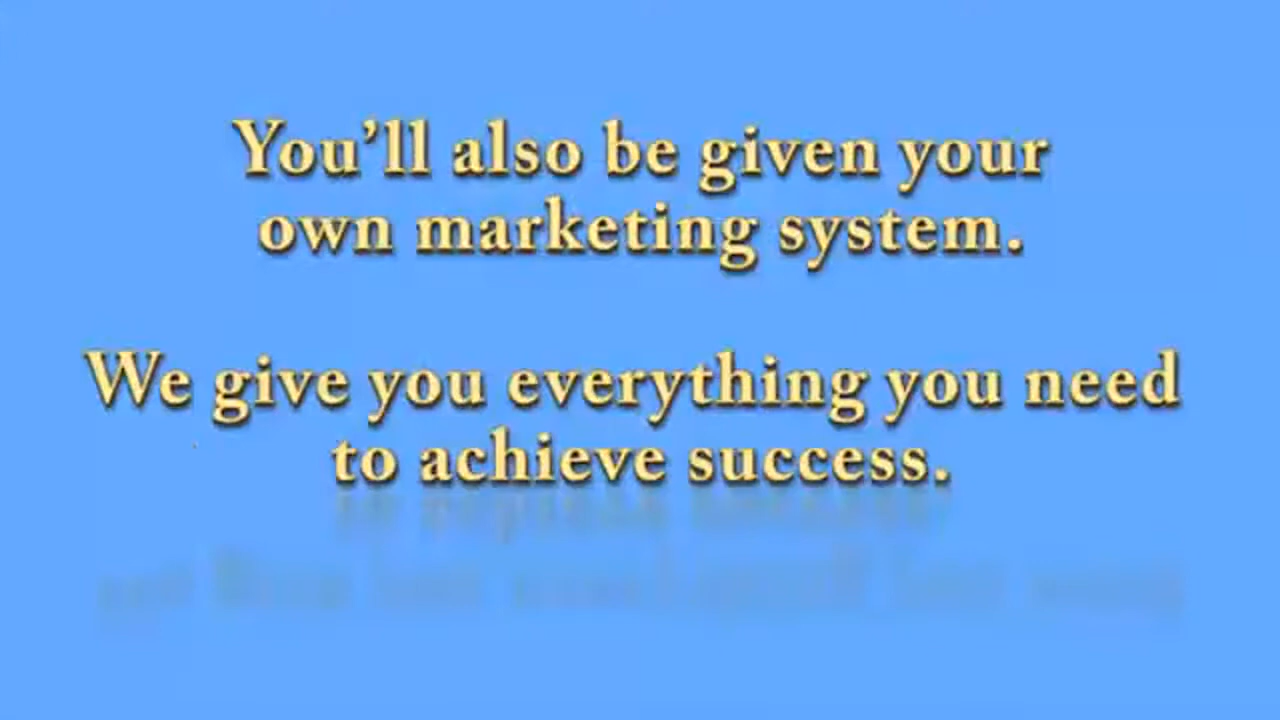 You'll also be given your
own marketing system.
We give you everything you need
to achieve success.